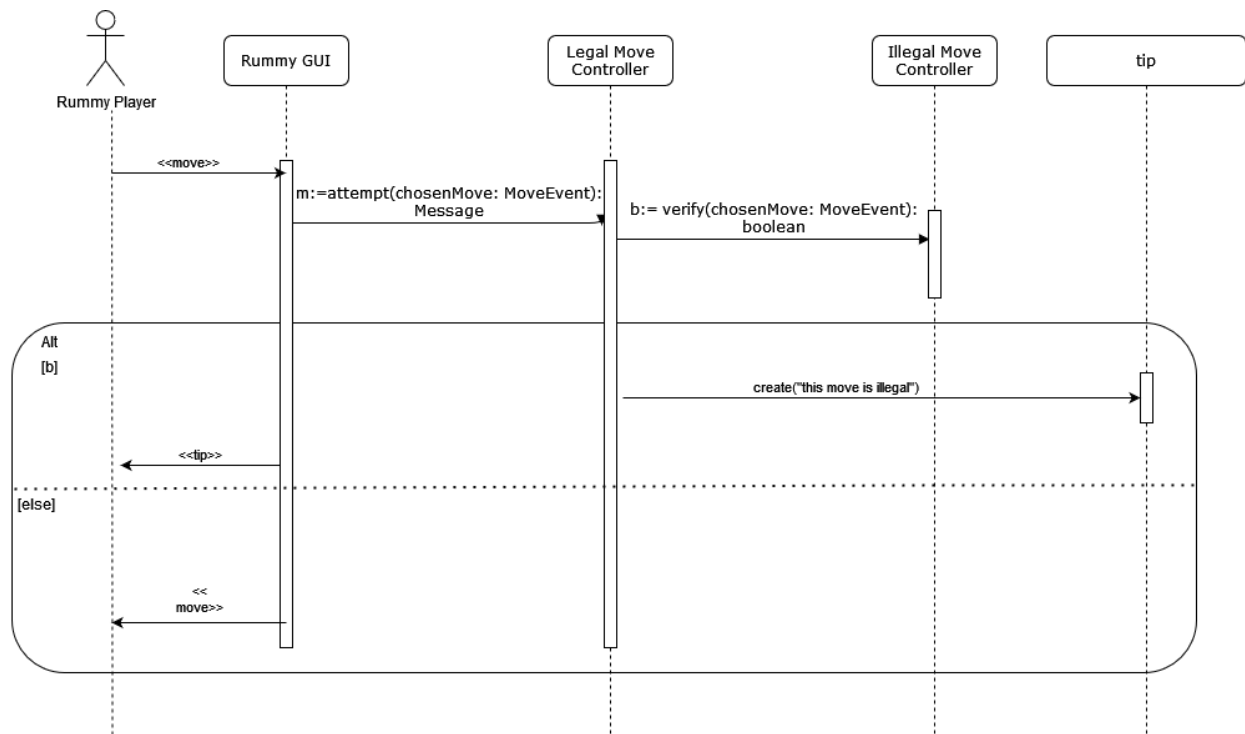 Rummy Player
Rummy GUI
Legal Move
Controller
Illegal Move
Controller
tip
<<move>>
m:=attempt(chosenMove: MoveEvent):
Message
b:= verify(chosenMove: MoveEvent):
boolean
Alt
[b]
create("this move is illegal")
<<tip>>
[else]
<<
move>>